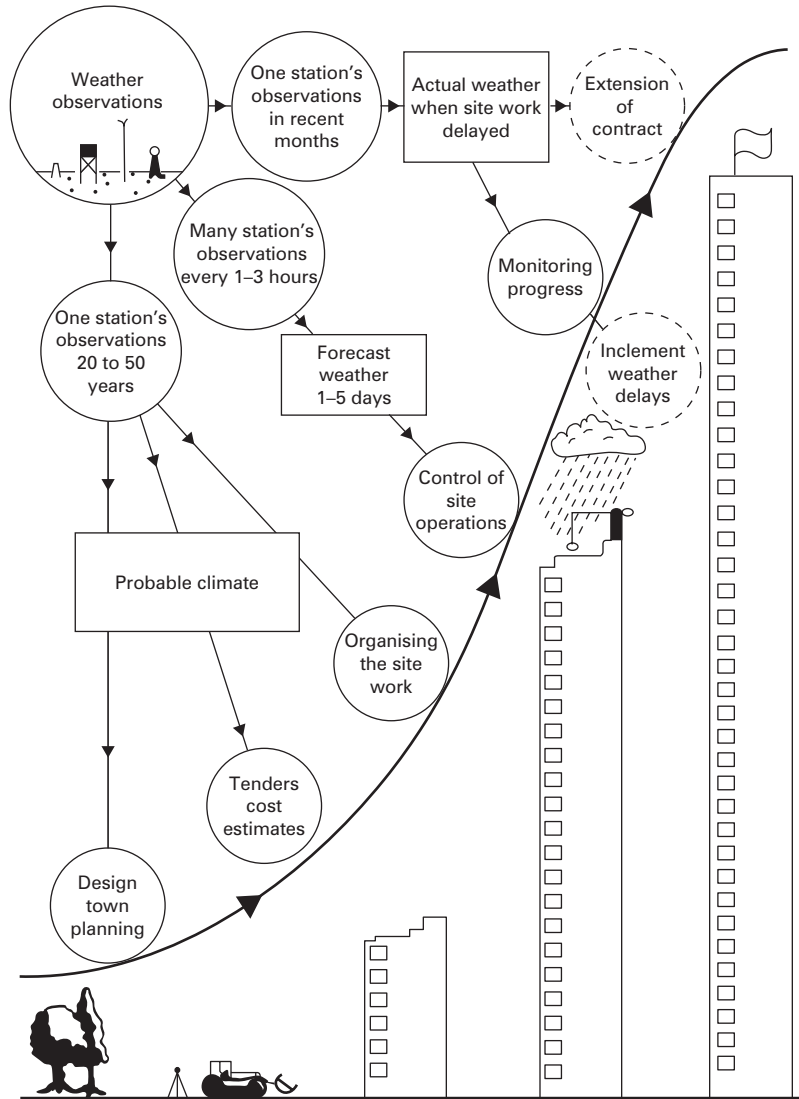 Weather
observations
One station's
observations
in recent
months
Actual weather
when site work
delayed
Extension
of
contract
Many station's
observations
every 1–3 hours
Monitoring
progress
One station's
observations
20 to 50
years
Forecast
weather
1–5 days
Inclement
weather
delays
Control of
site
operations
Probable climate
Organising
the site
work
Tenders
cost
estimates
Design
town
planning